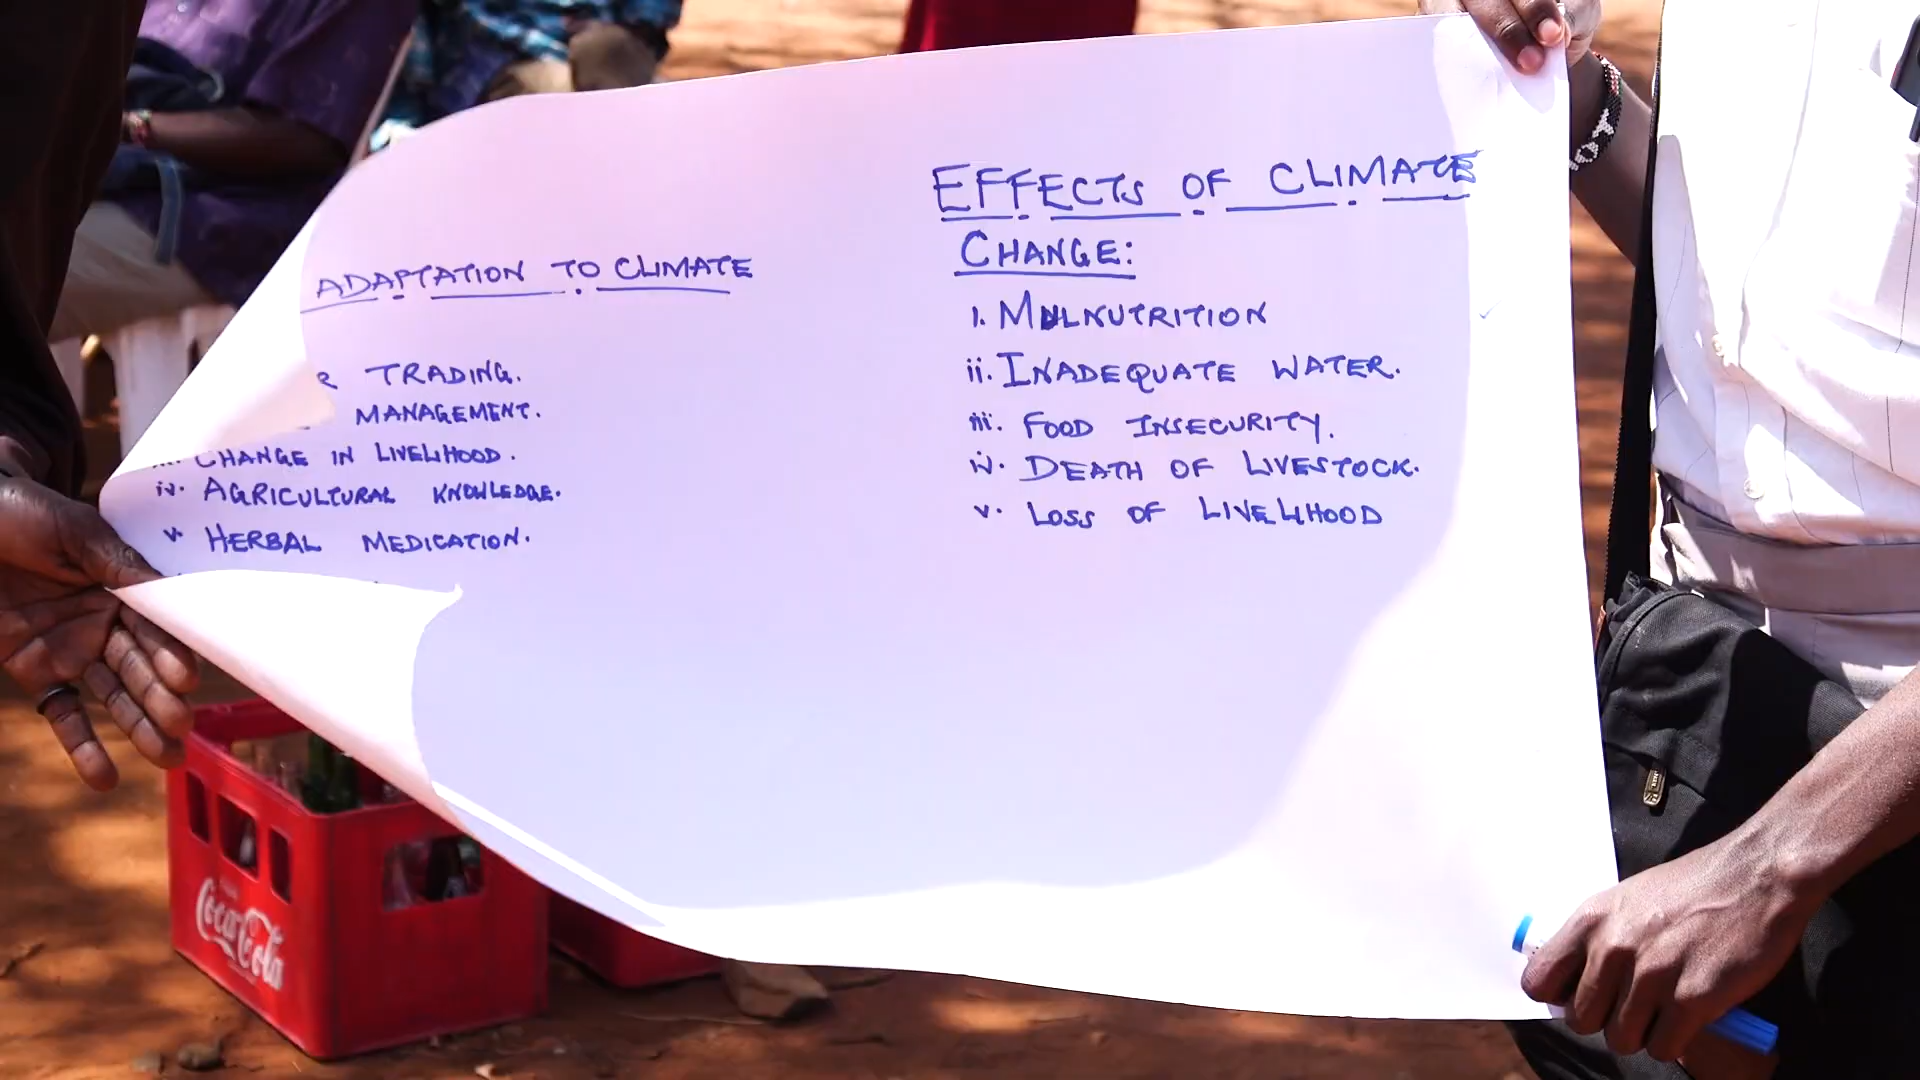 ADAPTATION TO CLIMATE
R TRADING.
MANAGEMENT.
CHANGE IN LIVELIHOOD.
iv. AGRICULTURAL KNOWLEDGE.
v. HERBAL MEDICATION.
EFFECTS OF CLIMATE
CHANGE:
i. MALNUTRITION
ii. INADEQUATE WATER.
iii. FOOD INSECURITY.
iv. DEATH OF LIVESTOCK.
v. LOSS OF LIVELIHOOD
Coca-Cola